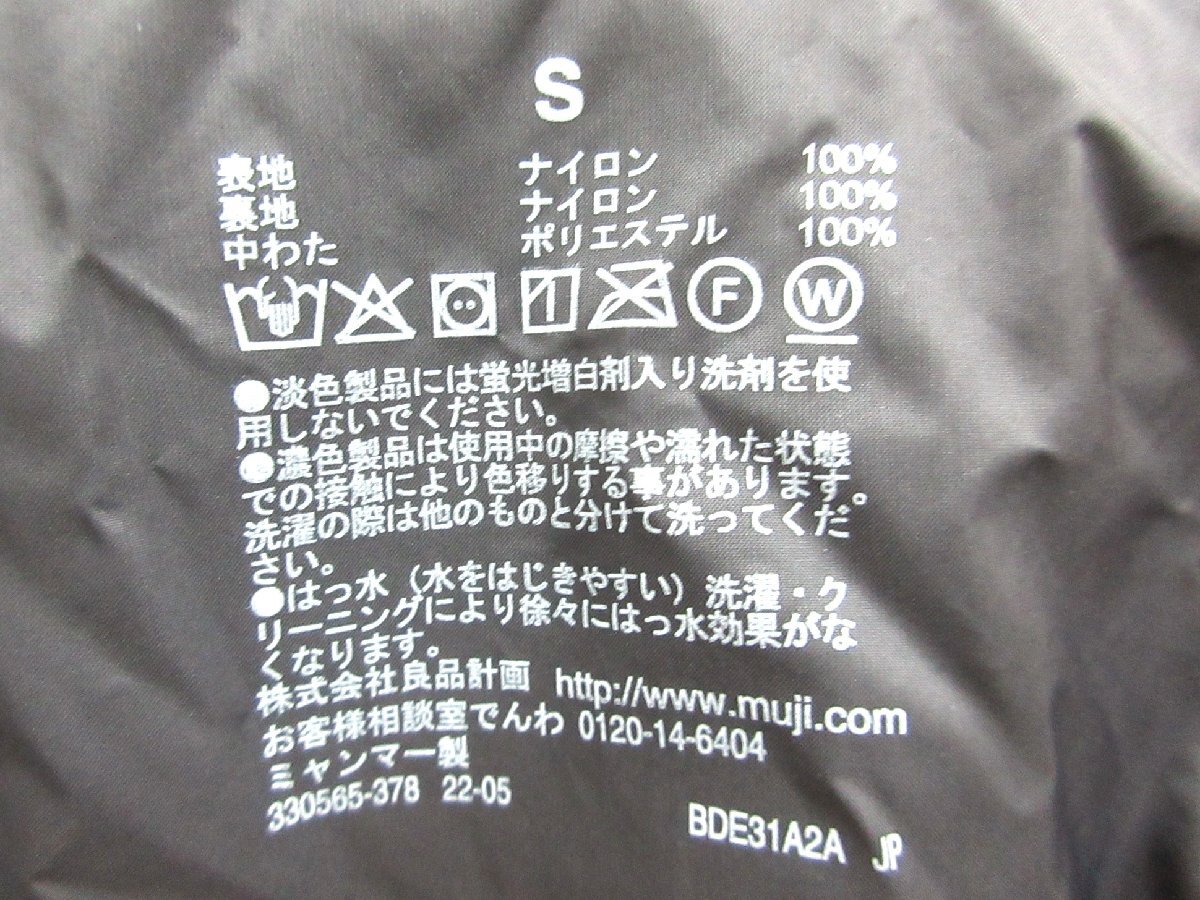 S
表地 ナイロン 100%
裏地 ナイロン 100%
中わた ポリエステル 100%
F W
●淡色製品には蛍光増白剤入り洗剤を使
用しないでください。
●濃色製品は使用中の摩擦や濡れた状態
での接触により色移りする事があります。
洗濯の際は他のものと分けて洗ってくだ
さい。
●はっ水（水をはじきやすい）洗濯・ク
リーニングにより徐々にはっ水効果がな
くなります。
株式会社良品計画 http://www.muji.com
お客様相談室でんわ 0120-14-6404
ミャンマー製
330565-378 22-05
BDE31A2A JP